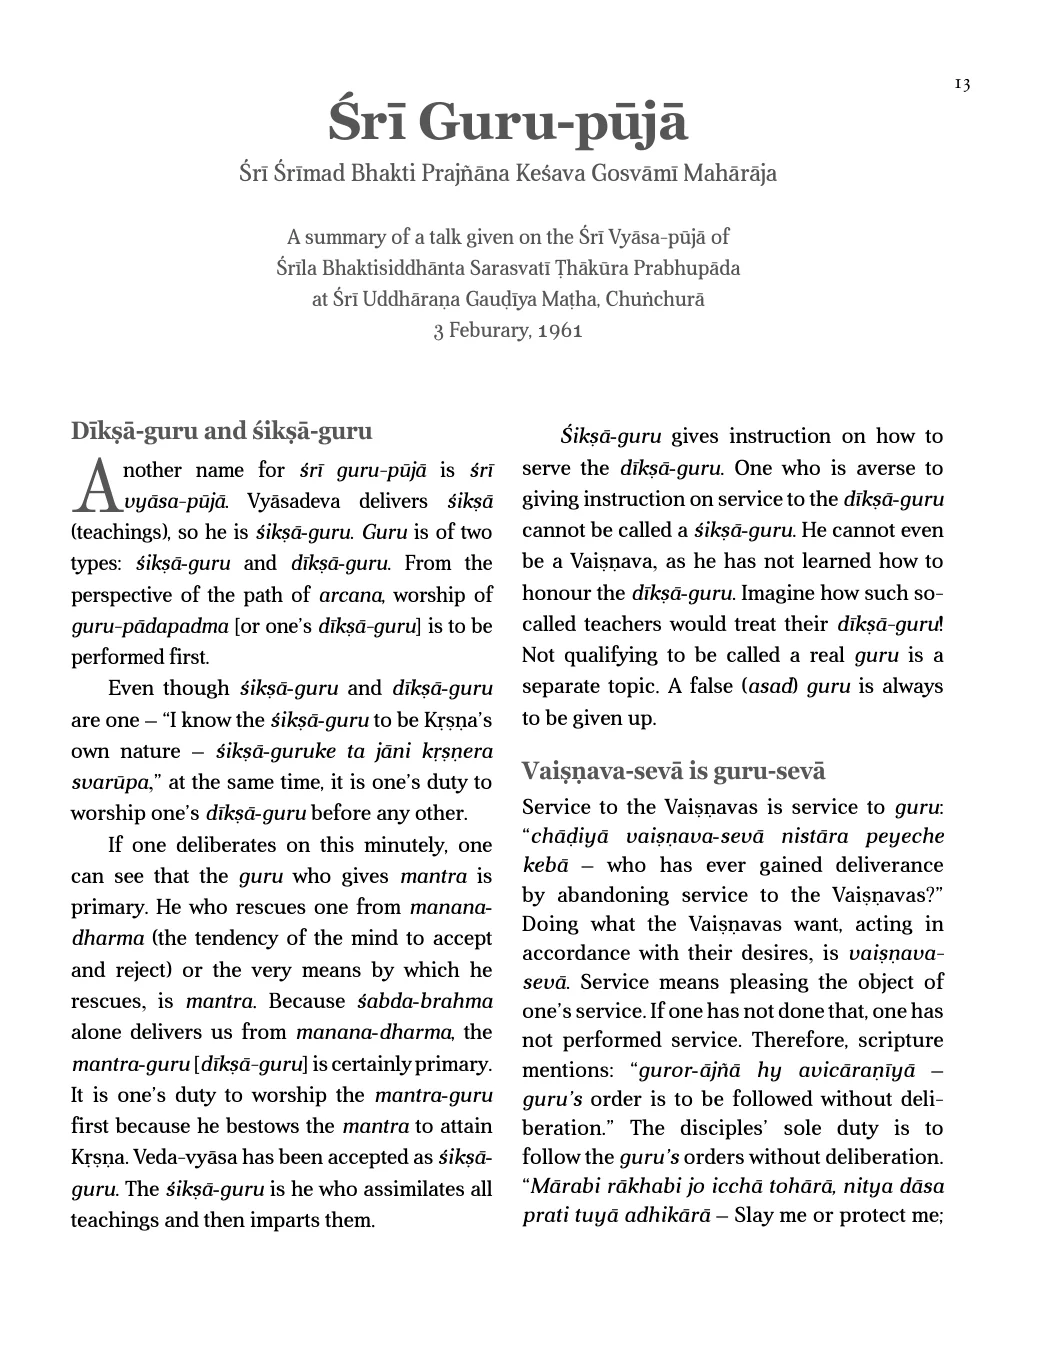 13
Śrī Guru-pūjā
Śrī Śrīmad Bhakti Prajñāna Keśava Gosvāmī Mahārāja
A summary of a talk given on the Śrī Vyāsa-pūjā of
Śrīla Bhaktisiddhānta Sarasvatī Ṭhākūra Prabhupāda
at Śrī Uddhāraṇa Gauḍīya Maṭha, Chuṅchurā
3 Feburary, 1961
Dīkṣā-guru and śikṣā-guru
Another name for śrī guru-pūjā is śrī
vyāsa-pūjā. Vyāsadeva delivers śikṣā
(teachings), so he is śikṣā-guru. Guru is of two
types: śikṣā-guru and dīkṣā-guru. From the
perspective of the path of arcana, worship of
guru-pādapadma [or one's dīkṣā-guru] is to be
performed first.
Even though śikṣā-guru and dīkṣā-guru
are one – “I know the śikṣā-guru to be Kṛṣṇa’s
own nature – śikṣā-guruke ta jāni kṛṣṇera
svarūpa,” at the same time, it is one’s duty to
worship one’s dīkṣā-guru before any other.
If one deliberates on this minutely, one
can see that the guru who gives mantra is
primary. He who rescues one from manana-
dharma (the tendency of the mind to accept
and reject) or the very means by which he
rescues, is mantra. Because śabda-brahma
alone delivers us from manana-dharma, the
mantra-guru [dīkṣā-guru] is certainly primary.
It is one’s duty to worship the mantra-guru
first because he bestows the mantra to attain
Kṛṣṇa. Veda-vyāsa has been accepted as śikṣā-
guru. The śikṣā-guru is he who assimilates all
teachings and then imparts them.
Śikṣā-guru gives instruction on how to
serve the dīkṣā-guru. One who is averse to
giving instruction on service to the dīkṣā-guru
cannot be called a śikṣā-guru. He cannot even
be a Vaiṣṇava, as he has not learned how to
honour the dīkṣā-guru. Imagine how such so-
called teachers would treat their dīkṣā-guru!
Not qualifying to be called a real guru is a
separate topic. A false (asad) guru is always
to be given up.
Vaiṣṇava-sevā is guru-sevā
Service to the Vaiṣṇavas is service to guru:
“chāḍiyā vaiṣṇava-sevā nistāra peyeche
kebā – who has ever gained deliverance
by abandoning service to the Vaiṣṇavas?”
Doing what the Vaiṣṇavas want, acting in
accordance with their desires, is vaiṣṇava-
sevā. Service means pleasing the object of
one’s service. If one has not done that, one has
not performed service. Therefore, scripture
mentions: “guror-ājñā hy avicāraṇīyā –
guru’s order is to be followed without deli-
beration.” The disciples’ sole duty is to
follow the guru’s orders without deliberation.
“Mārabi rākhabi jo icchā tohārā, nitya dāsa
prati tuyā adhikārā – Slay me or protect me;